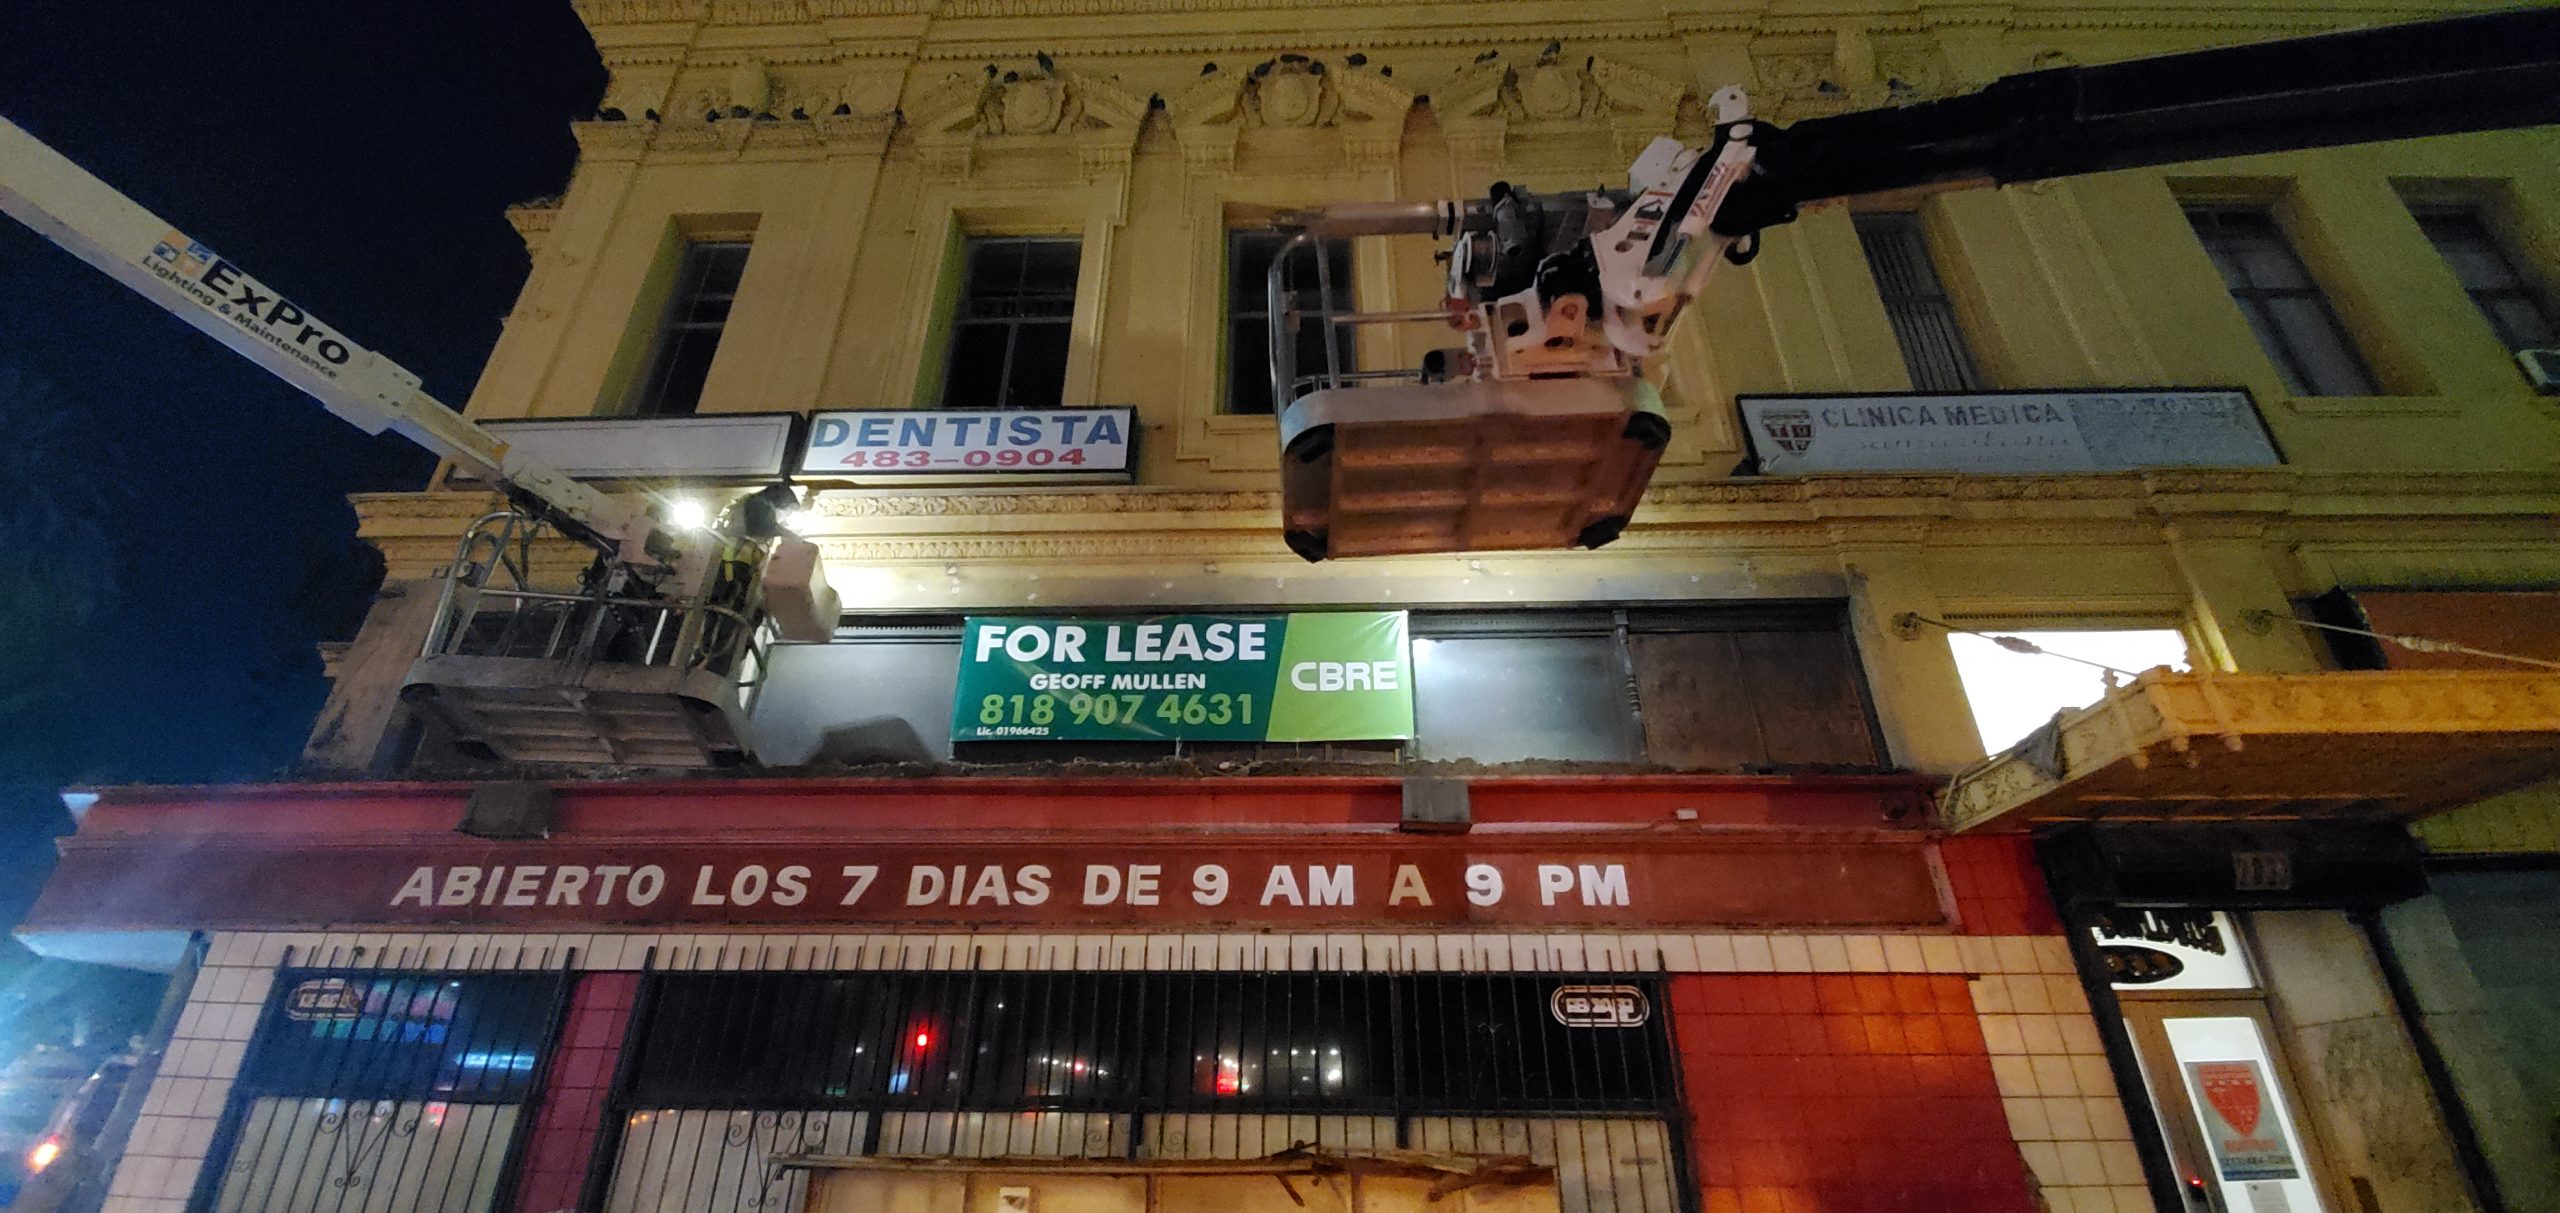 ExPro
Lighting & Maintenance
DENTISTA
483-0904
CLINICA MEDICA
FOR LEASE
GEOFF MULLEN
818 907 4631
Lic. 01966425
CBRE
ABIERTO LOS 7 DIAS DE 9 AM A 9 PM